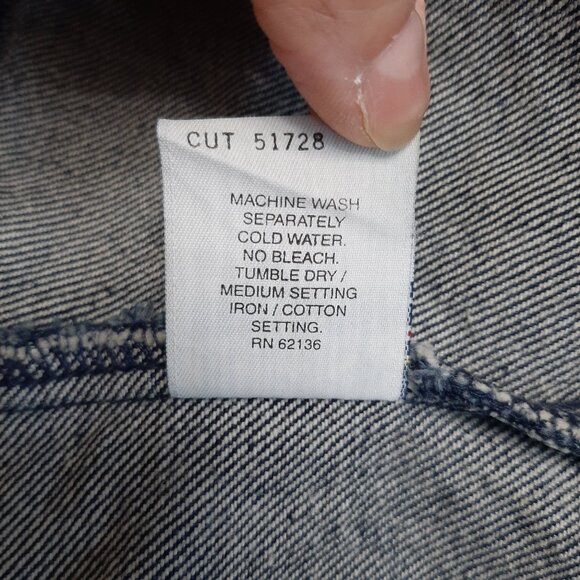 CUT 51728
MACHINE WASH
SEPARATELY
COLD WATER.
NO BLEACH.
TUMBLE DRY /
MEDIUM SETTING
IRON / COTTON
SETTING.
RN 62136